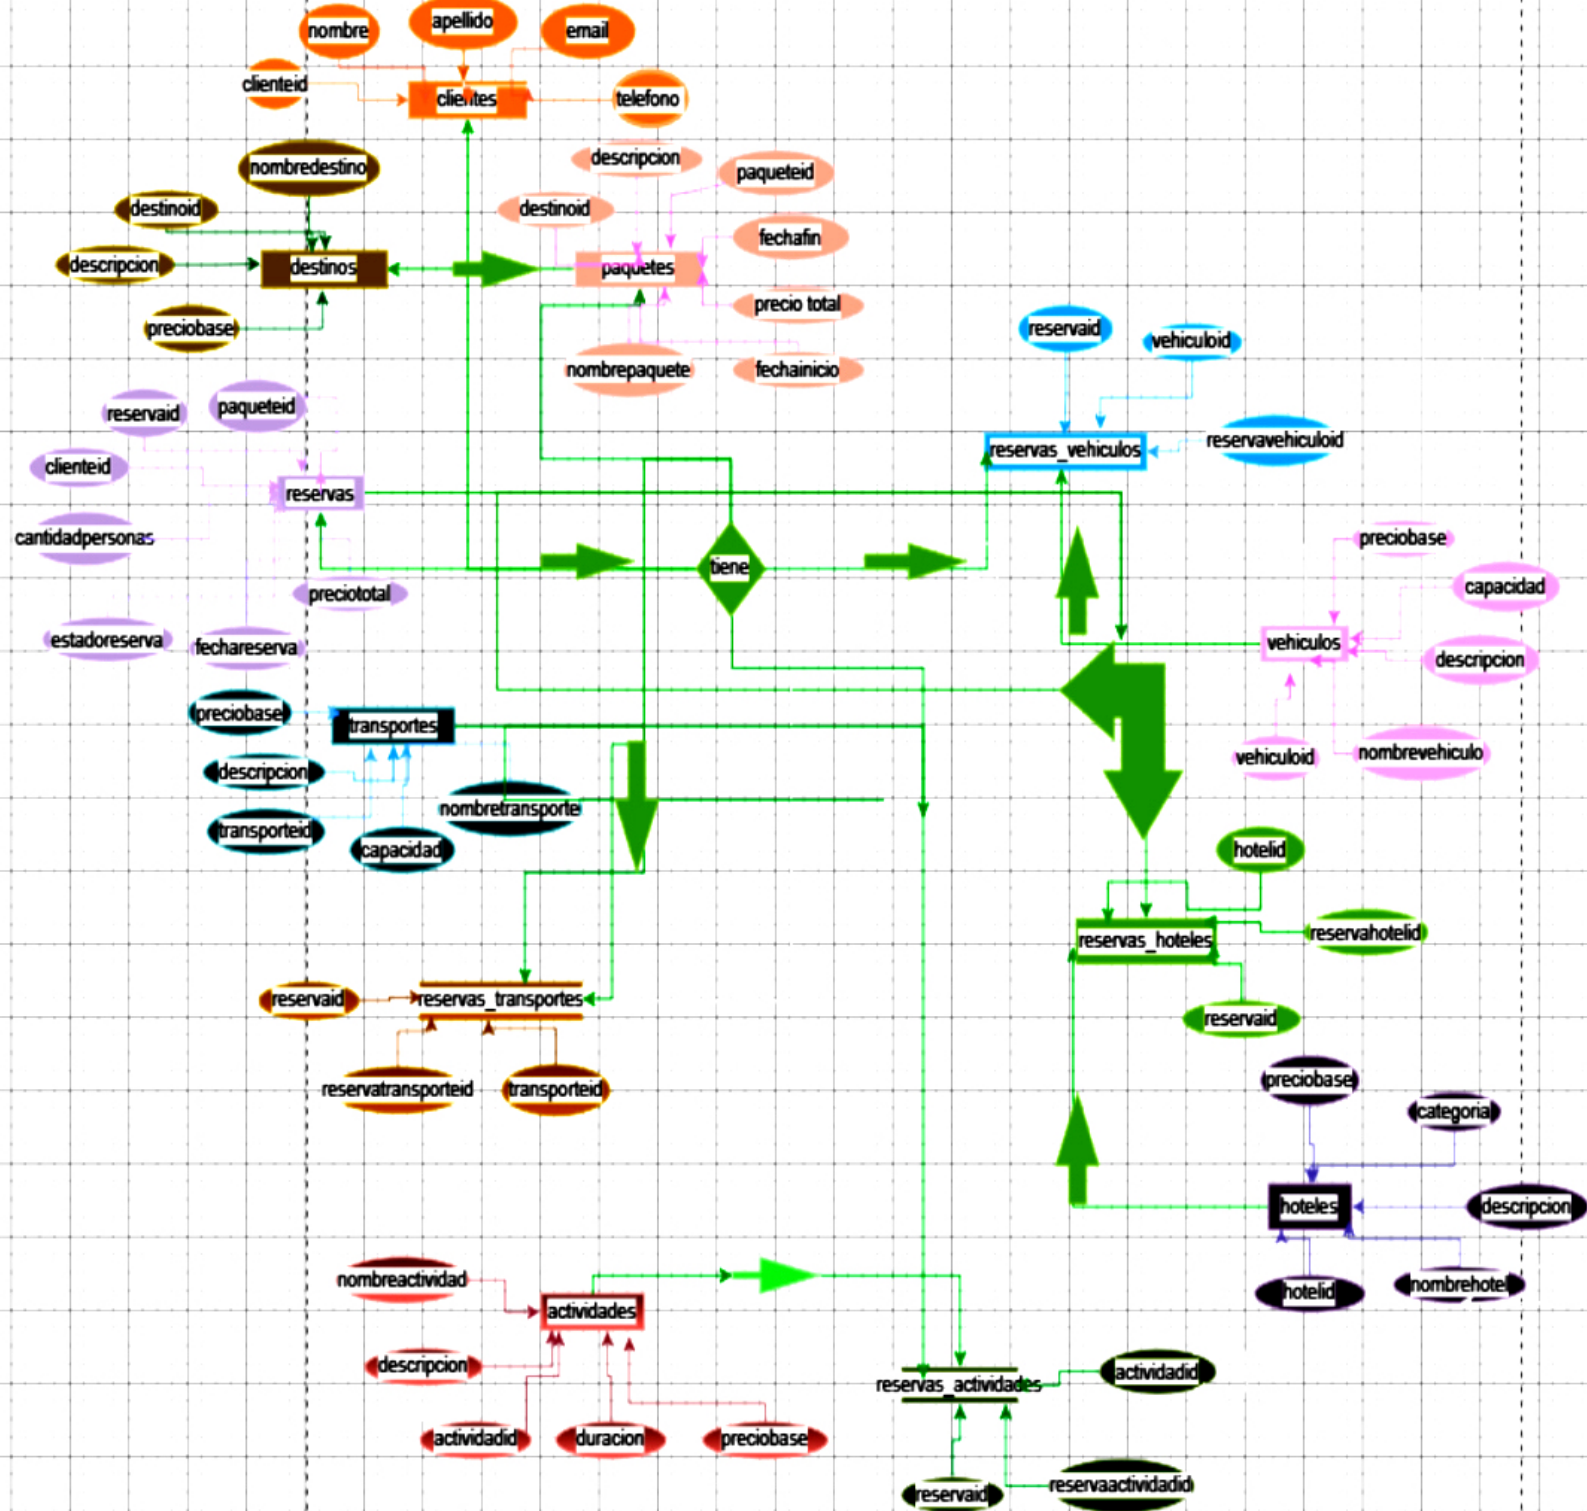 nombre
apellido
email
clienteid
clientes
telefono
nombredestino
descripcion
paqueteid
destinoid
destinoid
fechafin
descripcion
destinos
paquetes
preciobase
precio total
nombrepaquete
fechainicio
reservaid
vehiculoid
reservaid
paqueteid
reservas_vehiculos
reservavehiculoid
clienteid
reservas
cantidadpersonas
tiene
preciobase
preciototal
capacidad
estadoreserva
fechareserva
vehiculos
descripcion
preciobase
transportes
vehiculoid
nombrevehiculo
descripcion
nombretransporte
transporteid
capacidad
hotelid
reservas_hoteles
reservahotelid
reservaid
reservas_transportes
reservaid
reservatransporteid
transporteid
preciobase
categoria
hoteles
descripcion
nombreactividad
hotelid
nombrehotel
actividades
descripcion
reservas_actividades
actividadid
actividadid
duracion
preciobase
reservaid
reservaactividadid